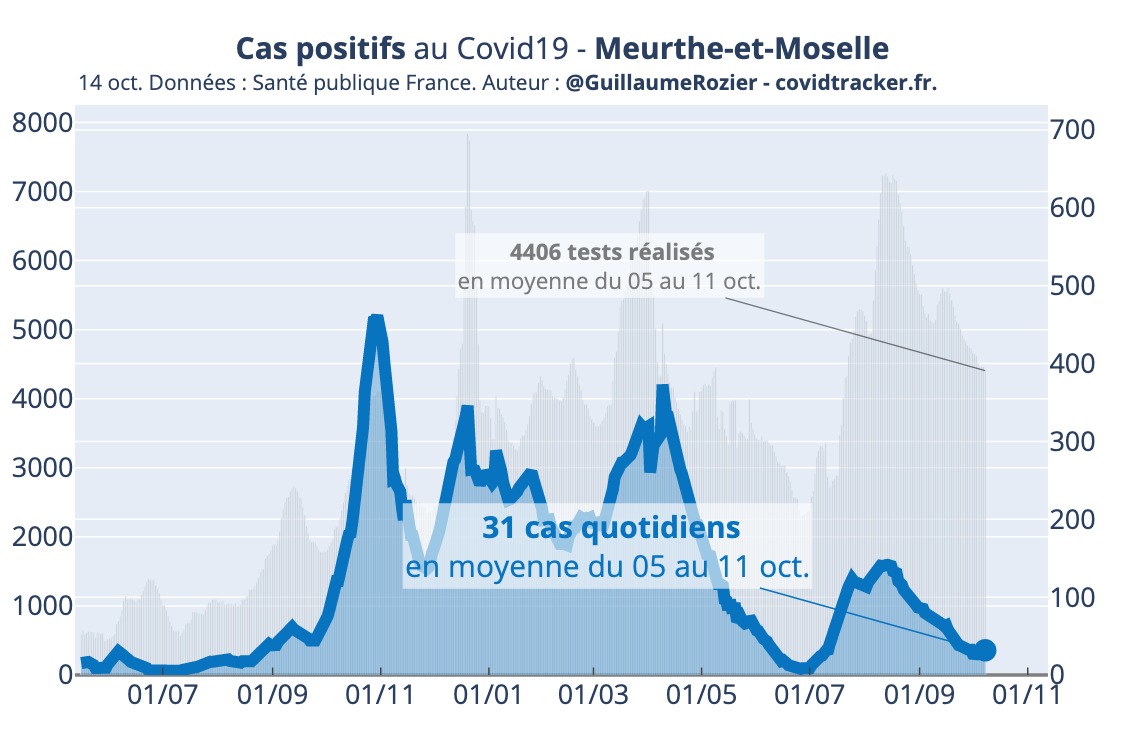 Cas positifs au Covid19 - Meurthe-et-Moselle
14 oct. Données : Santé publique France. Auteur : @GuillaumeRozier - covidtracker.fr.
8000
7000
6000
5000
4000
3000
2000
1000
0
700
600
500
400
300
200
100
0
4406 tests réalisés
en moyenne du 05 au 11 oct.
31 cas quotidiens
en moyenne du 05 au 11 oct.
01/07 01/09 01/11 01/01 01/03 01/05 01/07 01/09 01/11